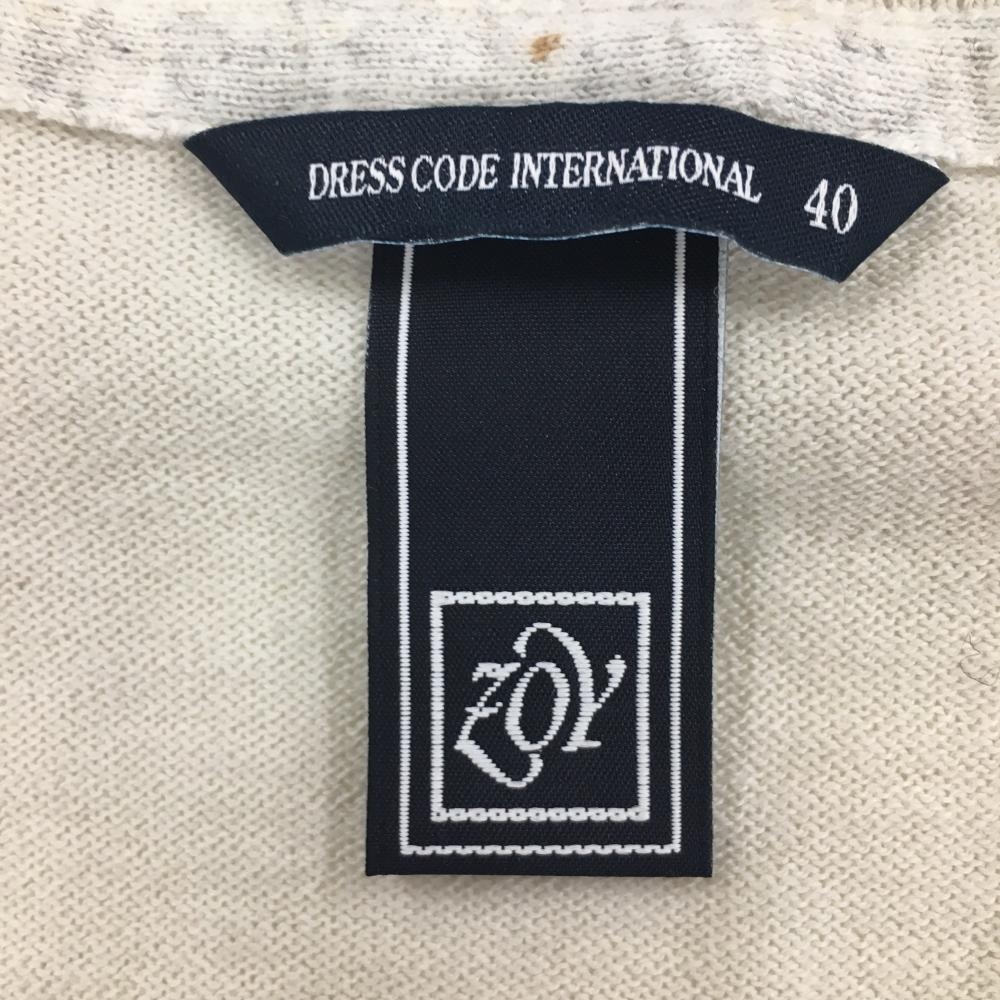 DRESS CODE INTERNATIONAL 40
ZOY